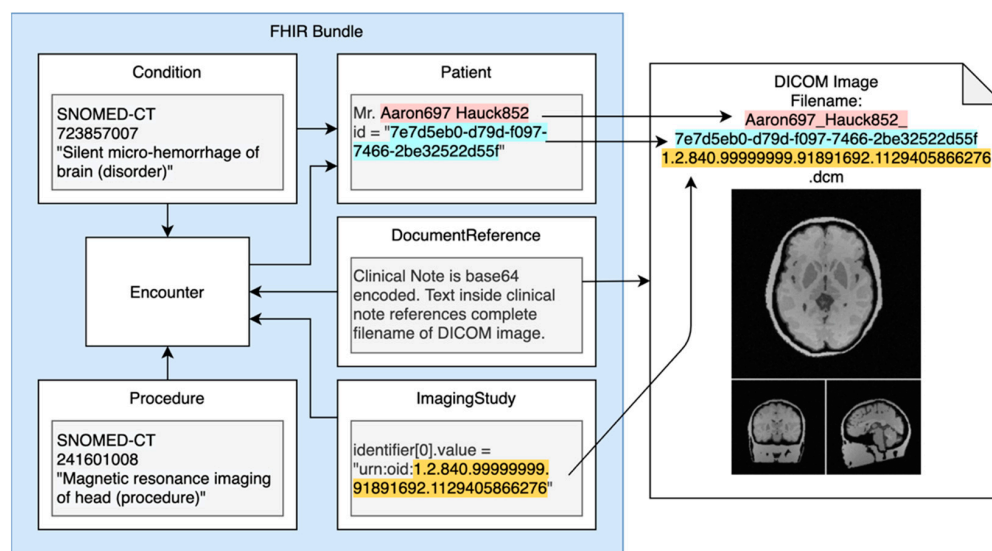 FHIR Bundle
Condition
SNOMED-CT
723857007
"Silent micro-hemorrhage of
brain (disorder)"
Patient
Mr. Aaron697 Hauck852
id = "7e7d5eb0-d79d-f097-
7466-2be32522d55f"
Encounter
DocumentReference
Clinical Note is base64
encoded. Text inside clinical
note references complete
filename of DICOM image.
Procedure
SNOMED-CT
241601008
"Magnetic resonance imaging
of head (procedure)"
ImagingStudy
identifier[0].value =
"urn:oid:1.2.840.99999999.
91891692.1129405866276"
DICOM Image
Filename:
Aaron697_Hauck852_
7e7d5eb0-d79d-f097-7466-2be32522d55f
1.2.840.99999999.91891692.1129405866276
.dcm